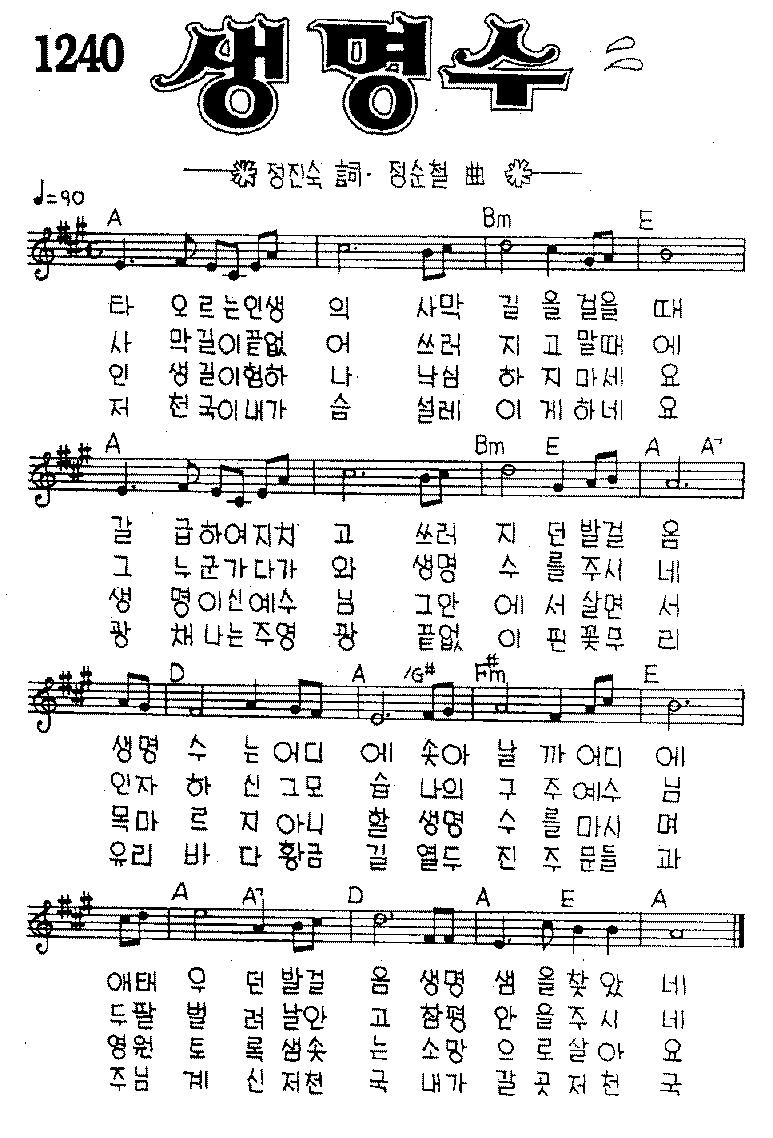 1240 생명수
정진숙 詞· 정순철 曲
♩=90
A Bm E
타 오르는인생 의 사막 길 을걸을 때
사 막길이끝없 어 쓰러 지 고말때 에
인 생길이험하 나 낙심 하 지마세 요
저 천국이내가 슴 설레 이 게하네 요
A Bm E A A7
갈 급하여지치 고 쓰러 지 던발걸 음
그 누군가다가 와 생명 수 를주시 네
생 명이신예수 님 그안 에 서살면 서
광 채나는주영 광 끝없 이 핀꽃무 리
D A /G# F#m E
생명 수 는어디 에 솟아 날 까어디 에
인자 하 신그모 습 나의 구 주예수 님
목마 르 지아니 할 생명 수 를마시 며
유리 바 다황금 길 열두 진 주문들 과
A A7 D A E A
애태 우 던발걸 음 생명 샘 을찾았 네
두팔 벌 려날안 고 참평 안 을주시 네
영원 토 록샘솟 는 소망 으 로살아 요
주님 계 신저천 국 내가 갈 곳저천 국